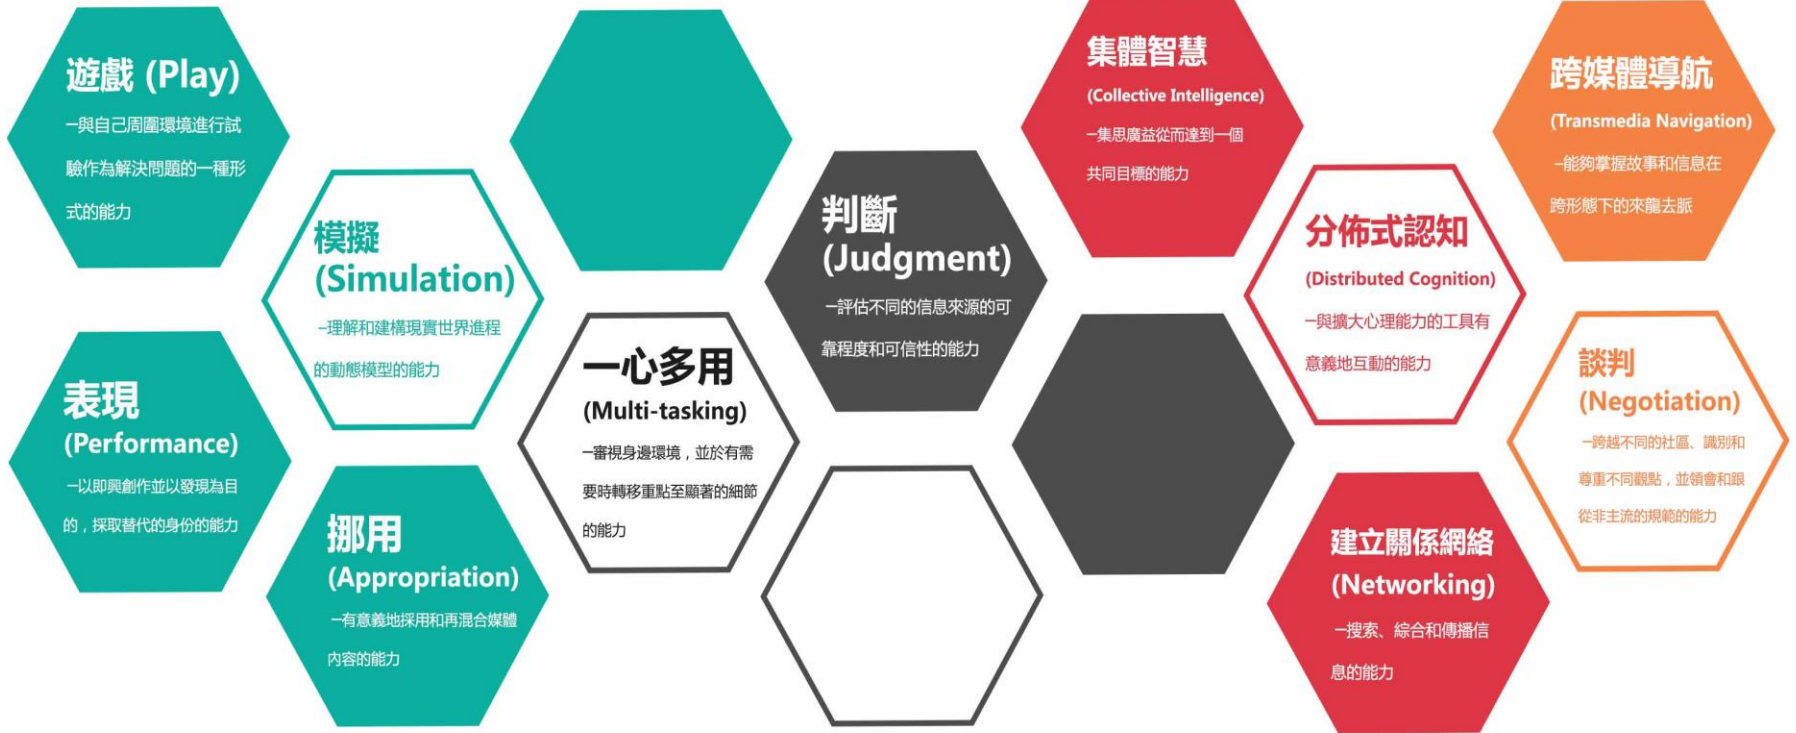 遊戲 (Play)
—與自己周圍環境進行試
驗作為解決問題的一種形
式的能力
表現
(Performance)
—以即興創作並以發現為目
的，採取替代的身份的能力
模擬
(Simulation)
—理解和建構現實世界進程
的動態模型的能力
挪用
(Appropriation)
—有意義地採用和再混合媒體
內容的能力
一心多用
(Multi-tasking)
—審視身邊環境，並於有需
要時轉移重點至顯著的細節
的能力
判斷
(Judgment)
—評估不同的信息來源的可
靠程度和可信性的能力
集體智慧
(Collective Intelligence)
—集思廣益從而達到一個
共同目標的能力
分佈式認知
(Distributed Cognition)
—與擴大心理能力的工具有
意義地互動的能力
建立關係網絡
(Networking)
—搜索、綜合和傳播信
息的能力
跨媒體導航
(Transmedia Navigation)
—能夠掌握故事和信息在
跨形態下的來龍去脈
談判
(Negotiation)
—跨越不同的社區、識別和
尊重不同觀點，並領會和跟
從非主流的規範的能力